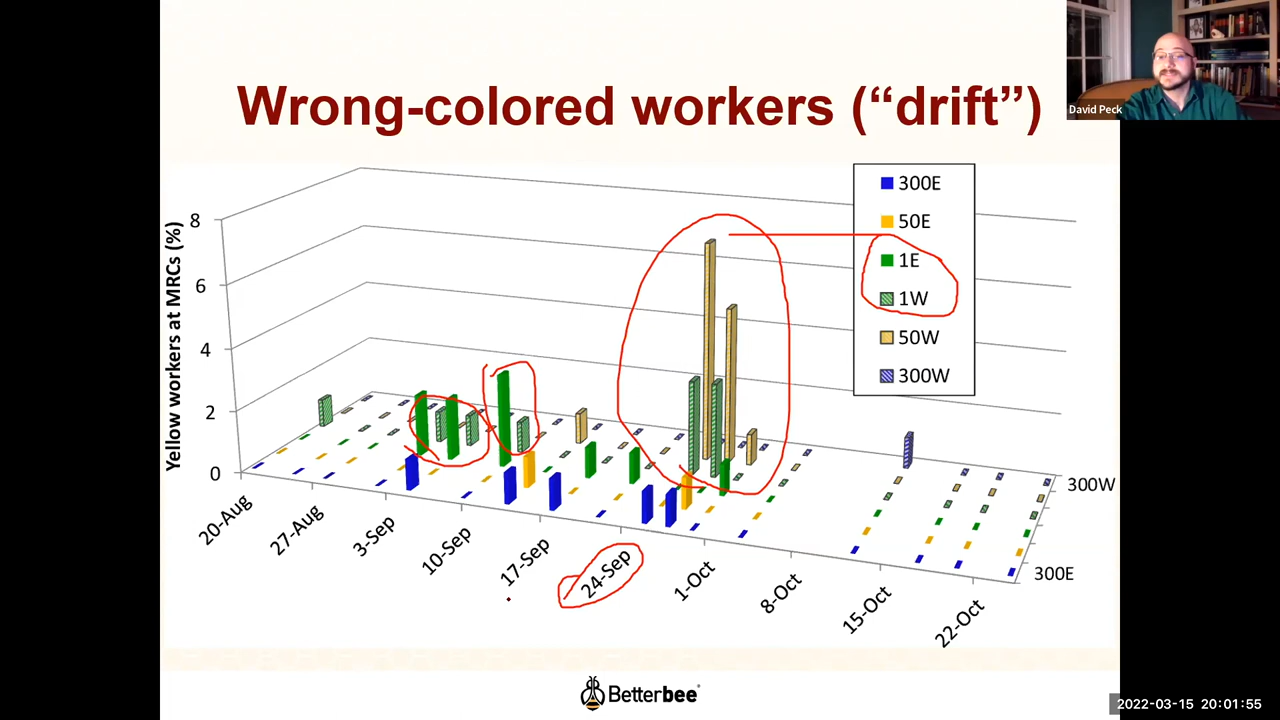 Wrong-colored workers (“drift”)
David Peck
Yellow workers at MRCs (%)
8
6
4
2
0
300E
50E
1E
1W
50W
300W
20-Aug
27-Aug
3-Sep
10-Sep
17-Sep
24-Sep
1-Oct
8-Oct
15-Oct
22-Oct
300W
300E
Betterbee
2022-03-15 20:01:55